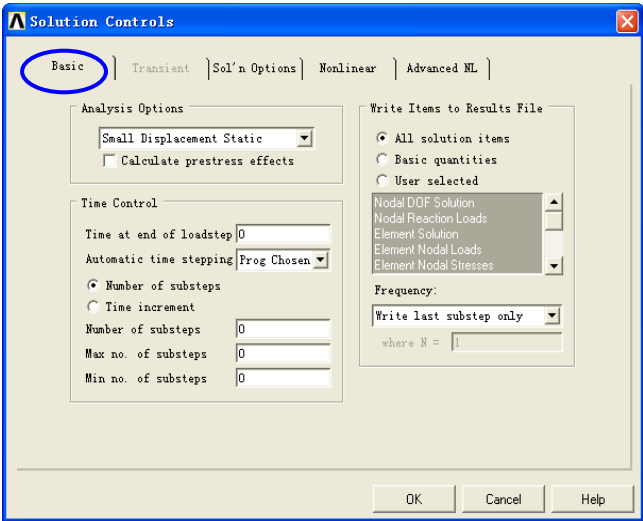 Solution Controls
Basic
Transient
Sol'n Options
Nonlinear
Advanced NL
Analysis Options
Small Displacement Static
Calculate prestress effects
Time Control
Time at end of loadstep 0
Automatic time stepping Prog Chosen
Number of substeps
Time increment
Number of substeps 0
Max no. of substeps 0
Min no. of substeps 0
Write Items to Results File
All solution items
Basic quantities
User selected
Nodal DOF Solution
Nodal Reaction Loads
Element Solution
Element Nodal Loads
Element Nodal Stresses
Frequency:
Write last substep only
where N = 1
OK
Cancel
Help